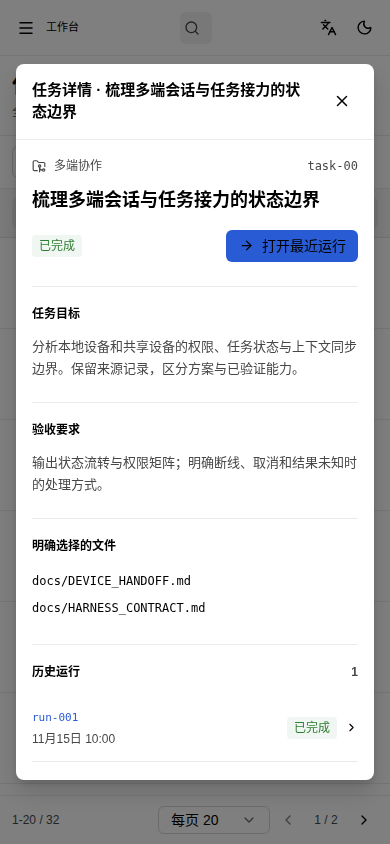 工作台
任务详情 · 梳理多端会话与任务接力的状
态边界
多端协作
task-00
梳理多端会话与任务接力的状态边界
已完成
打开最近运行
任务目标
分析本地设备和共享设备的权限、任务状态与上下文同步
边界。保留来源记录，区分方案与已验证能力。
验收要求
输出状态流转与权限矩阵；明确断线、取消和结果未知时
的处理方式。
明确选择的文件
docs/DEVICE_HANDOFF.md
docs/HARNESS_CONTRACT.md
历史运行
1
run-001
11月15日 10:00
已完成
1-20 / 32
每页 20
1 / 2